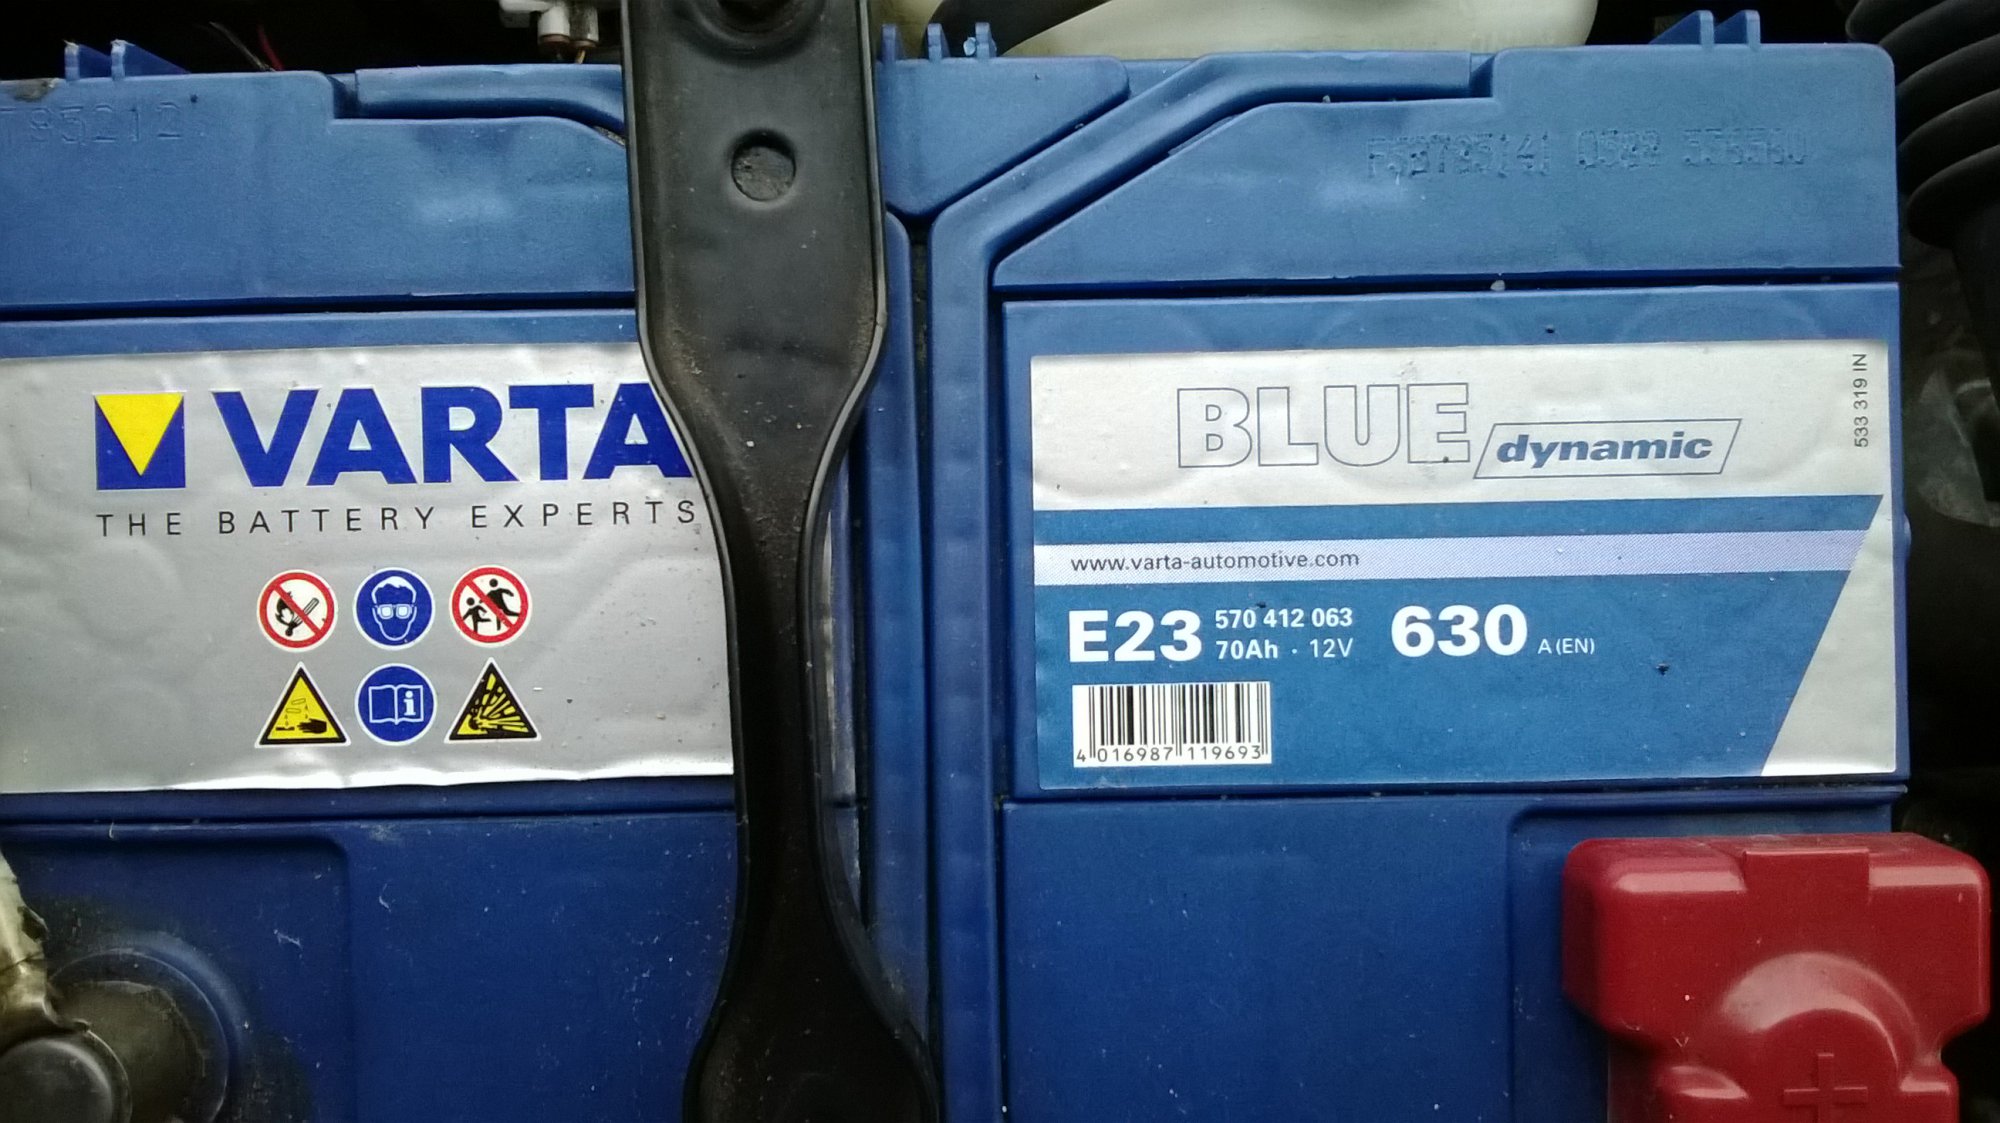 VARTA
THE BATTERY EXPERTS
BLUE dynamic
533 319 IN
www.varta-automotive.com
E23 570 412 063 630 A (EN)
70Ah · 12V
4 016987 119693